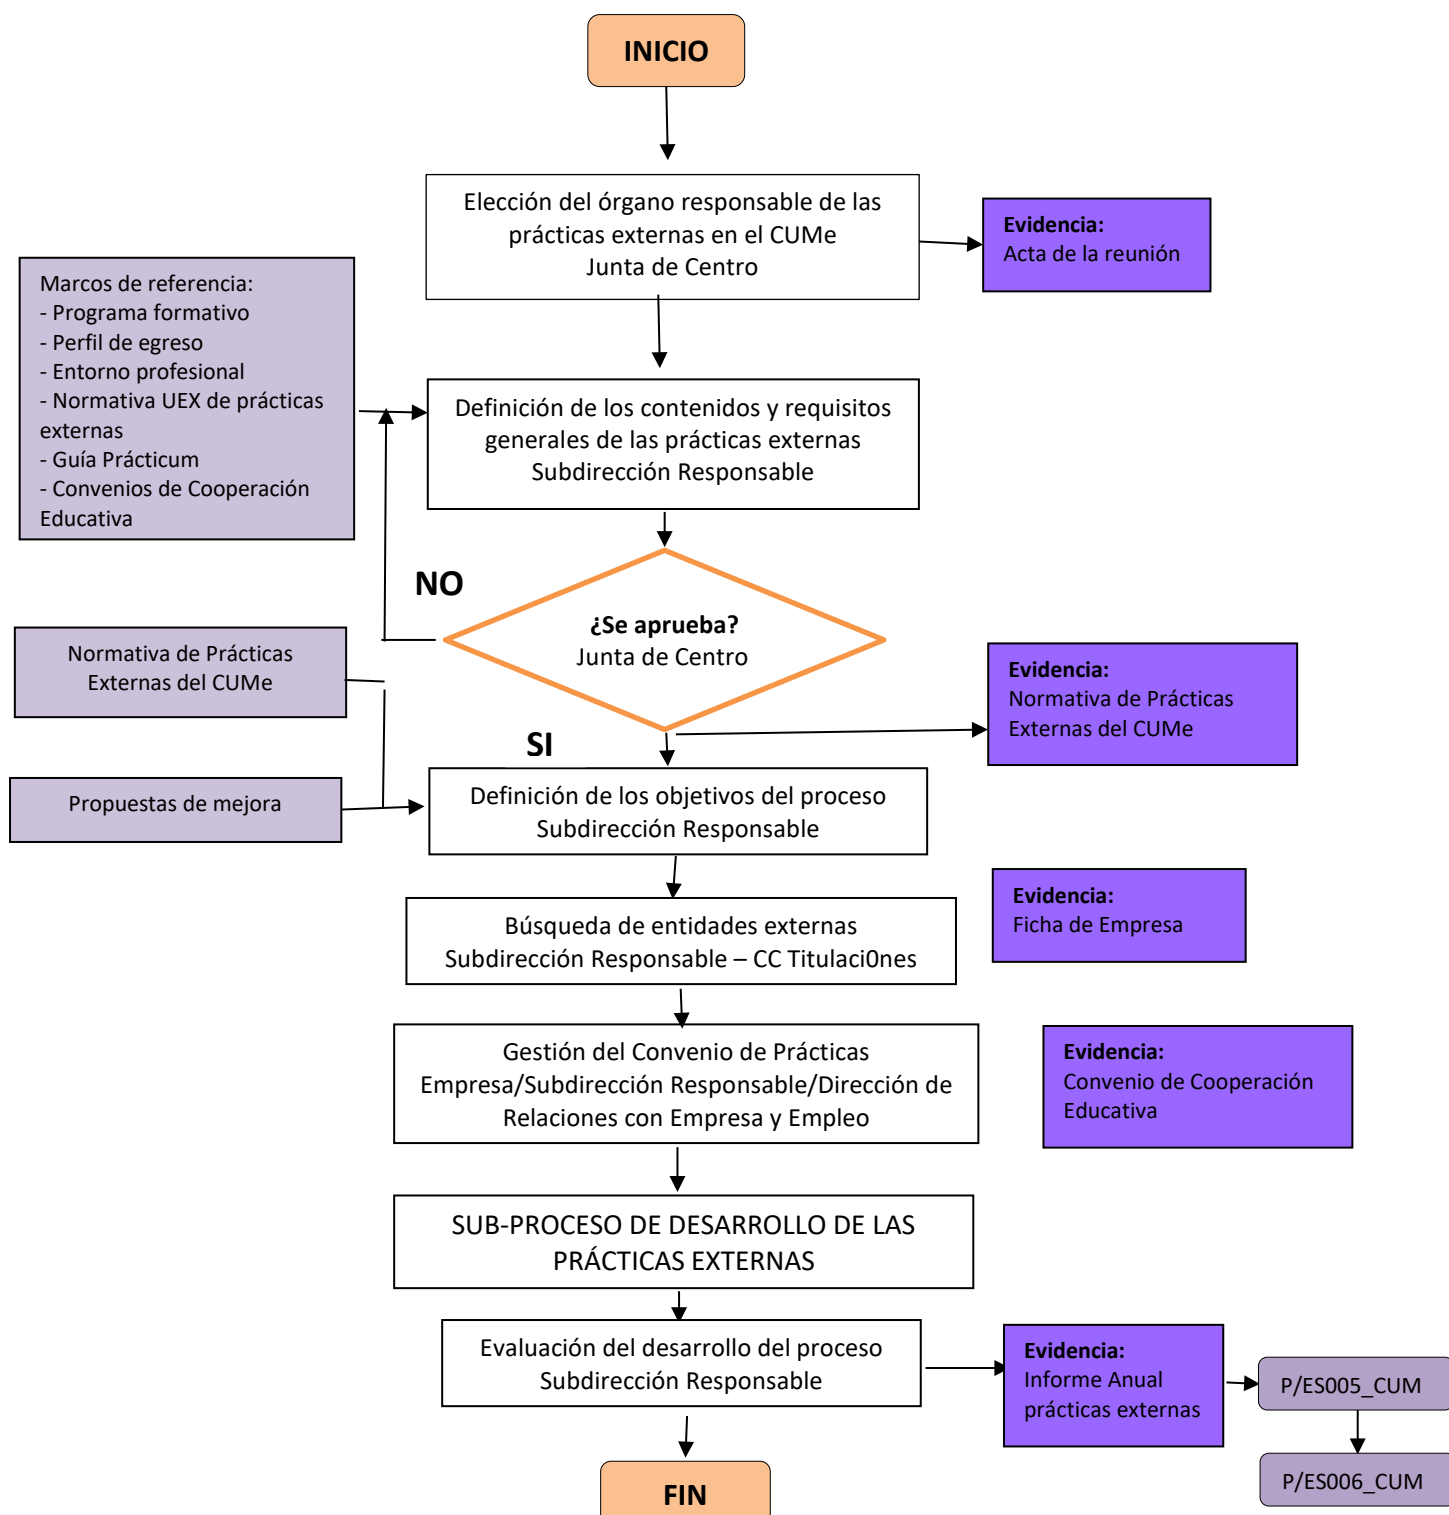 INICIO
Elección del órgano responsable de las
prácticas externas en el CUMe
Junta de Centro
Evidencia:
Acta de la reunión
Marcos de referencia:
- Programa formativo
- Perfil de egreso
- Entorno profesional
- Normativa UEX de prácticas
externas
- Guía Prácticum
- Convenios de Cooperación
Educativa
Definición de los contenidos y requisitos
generales de las prácticas externas
Subdirección Responsable
NO
¿Se aprueba?
Junta de Centro
Normativa de Prácticas
Externas del CUMe
Evidencia:
Normativa de Prácticas
Externas del CUMe
SI
Propuestas de mejora
Definición de los objetivos del proceso
Subdirección Responsable
Evidencia:
Ficha de Empresa
Búsqueda de entidades externas
Subdirección Responsable – CC Titulaci0nes
Gestión del Convenio de Prácticas
Empresa/Subdirección Responsable/Dirección de
Relaciones con Empresa y Empleo
Evidencia:
Convenio de Cooperación
Educativa
SUB-PROCESO DE DESARROLLO DE LAS
PRÁCTICAS EXTERNAS
Evaluación del desarrollo del proceso
Subdirección Responsable
Evidencia:
Informe Anual
prácticas externas
P/ES005_CUM
P/ES006_CUM
FIN